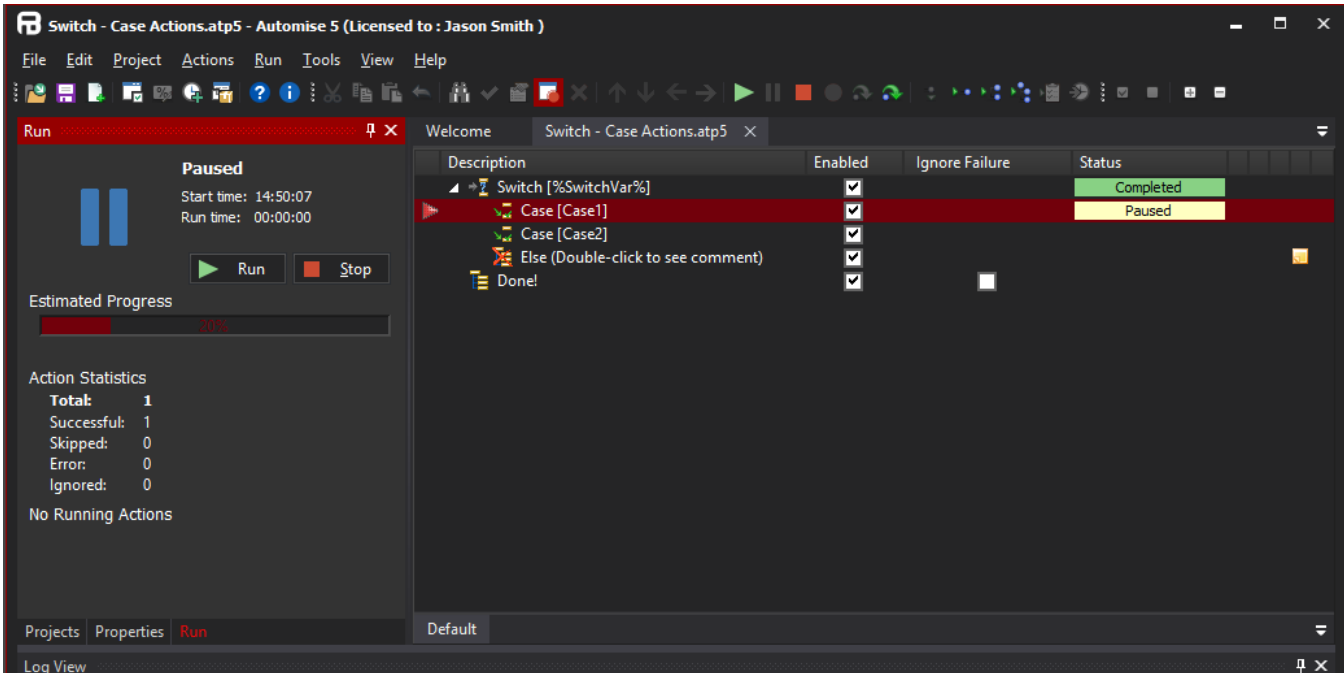 Switch - Case Actions.atp5 - Automise 5 (Licensed to : Jason Smith )
File Edit Project Actions Run Tools View Help
Run
Paused
Start time: 14:50:07
Run time: 00:00:00
Run Stop
Estimated Progress
20%
Action Statistics
Total: 1
Successful: 1
Skipped: 0
Error: 0
Ignored: 0
No Running Actions
Projects Properties Run
Welcome Switch - Case Actions.atp5
Description Enabled Ignore Failure Status
Switch [%SwitchVar%] Completed
Case [Case1] Paused
Case [Case2]
Else (Double-click to see comment)
Done!
Default
Log View